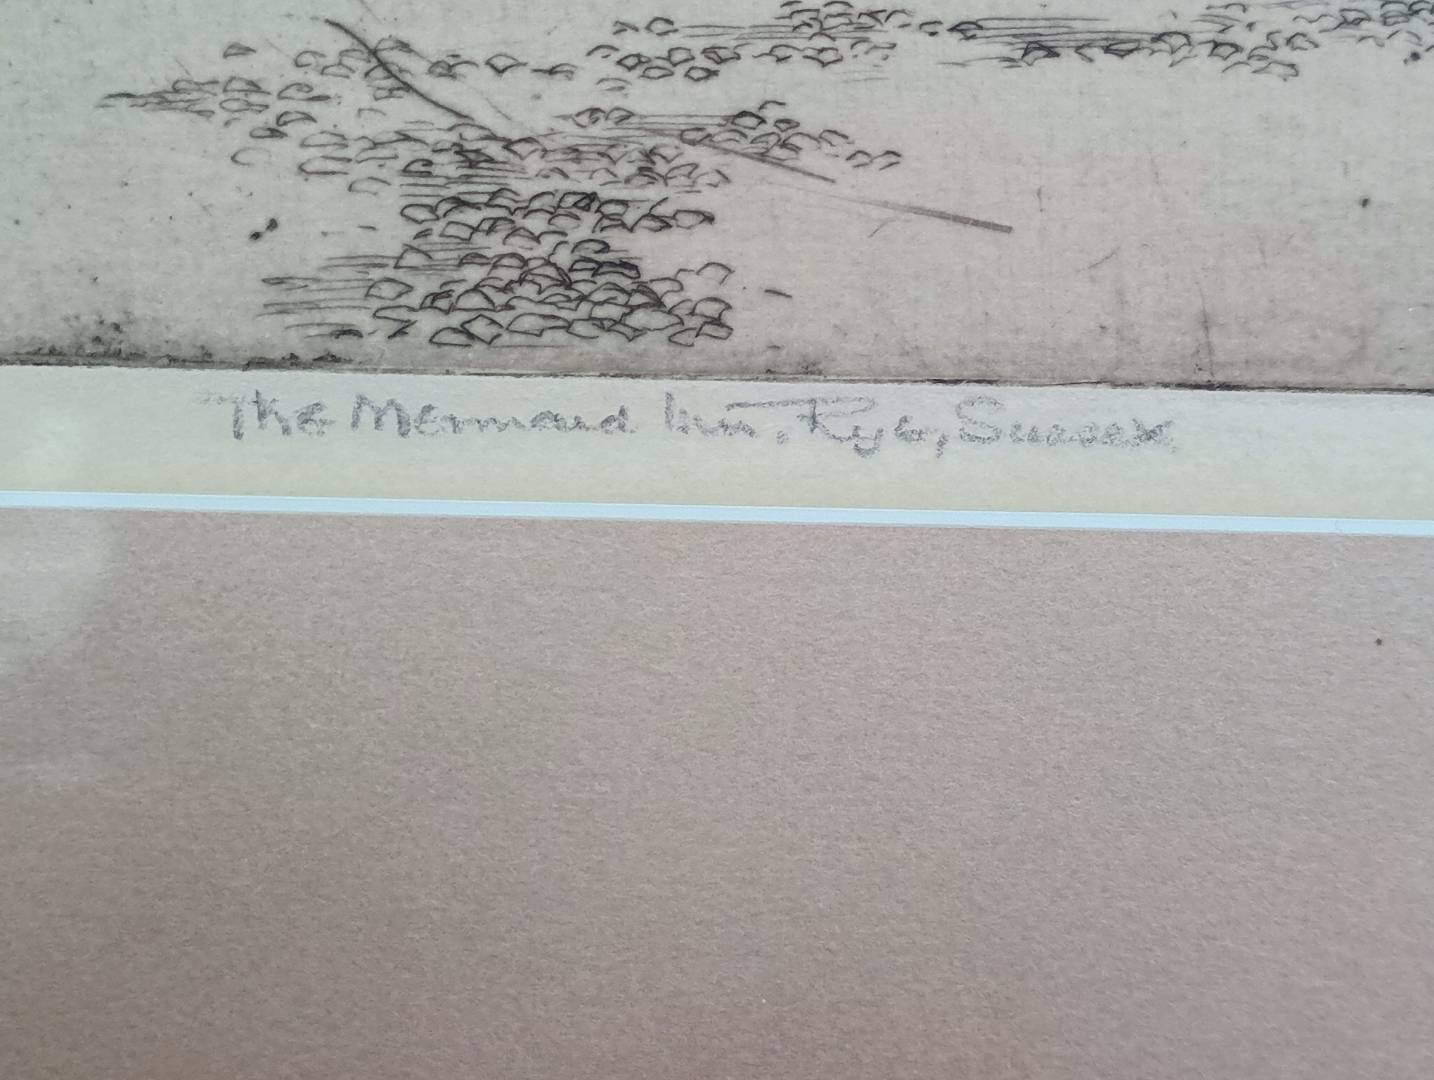 The Mermaid Inn. Rye, Sussex